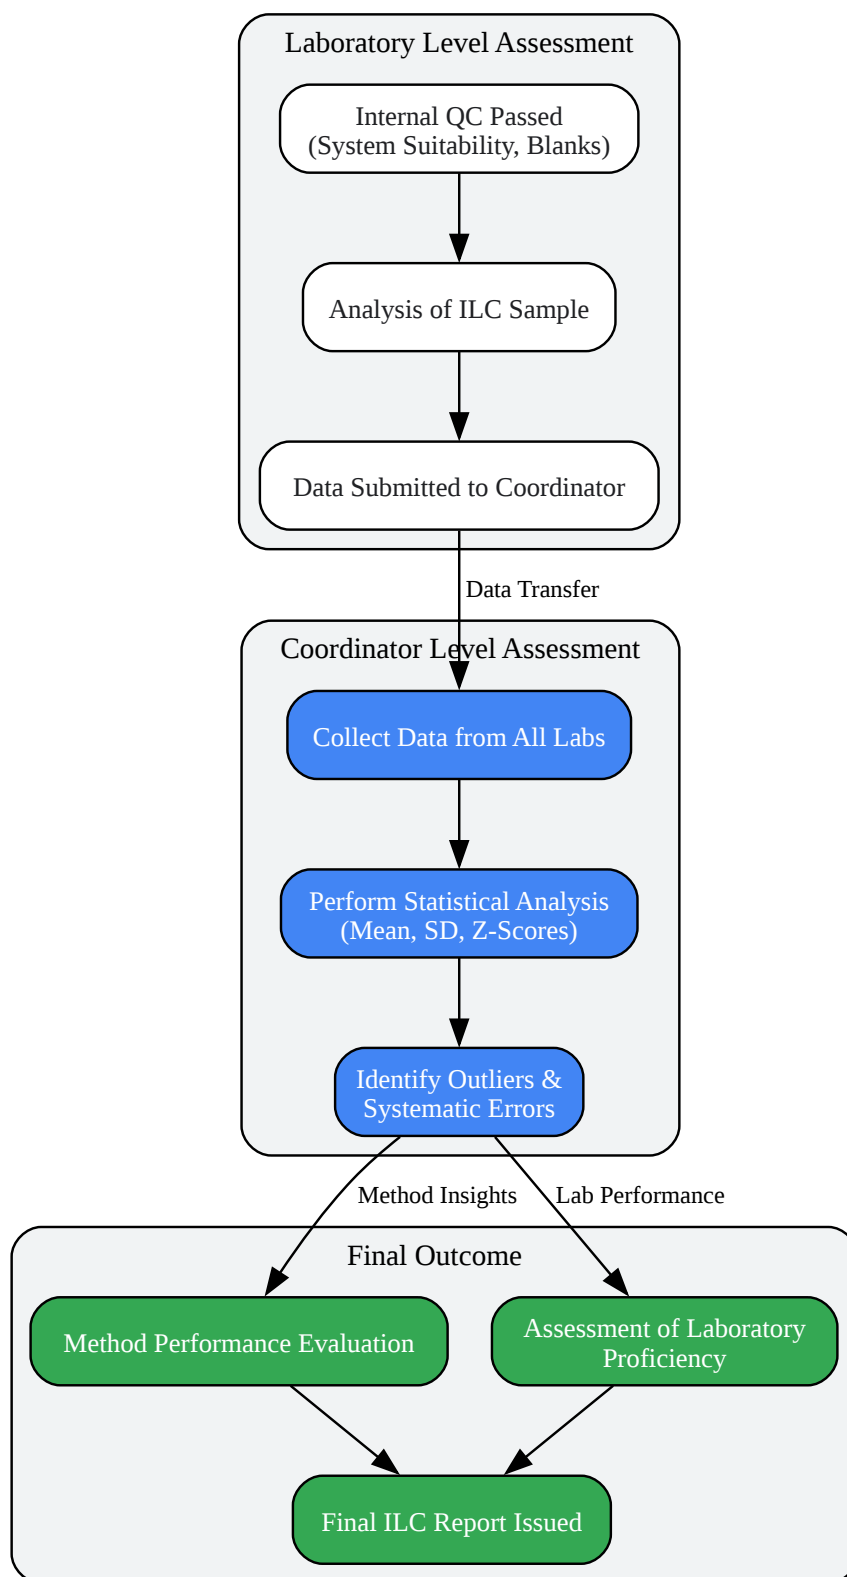 Laboratory Level Assessment
Internal QC Passed
(System Suitability, Blanks)
Analysis of ILC Sample
Data Submitted to Coordinator
Data Transfer
Coordinator Level Assessment
Collect Data from All Labs
Perform Statistical Analysis
(Mean, SD, Z-Scores)
Identify Outliers &
Systematic Errors
Method Insights
Lab Performance
Final Outcome
Method Performance Evaluation
Assessment of Laboratory
Proficiency
Final ILC Report Issued